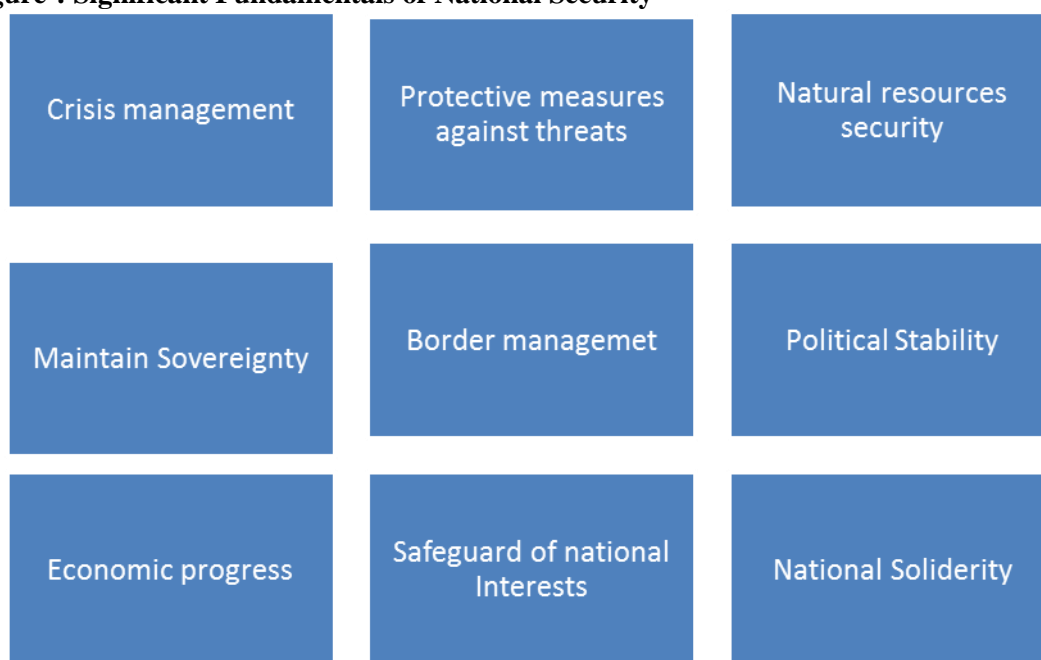 gure : Significant Fundamentals of National Security
Crisis management
Protective measures
against threats
Natural resources
security
Maintain Sovereignty
Border managemet
Political Stability
Economic progress
Safeguard of national
Interests
National Soliderity